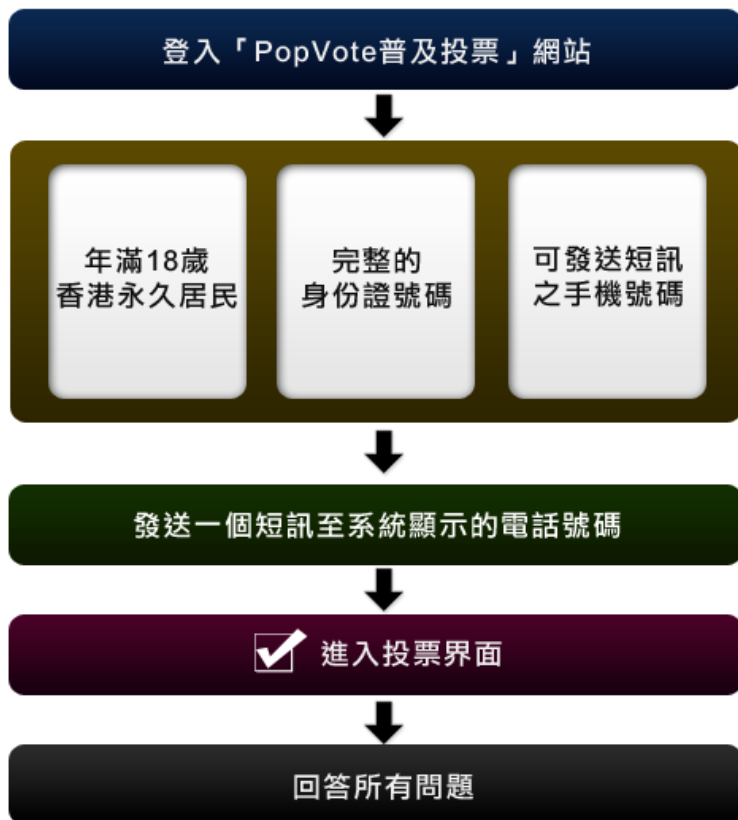 登入「PopVote普及投票」網站
年滿18歲
香港永久居民
完整的
身份證號碼
可發送短訊
之手機號碼
發送一個短訊至系統顯示的電話號碼
進入投票界面
回答所有問題